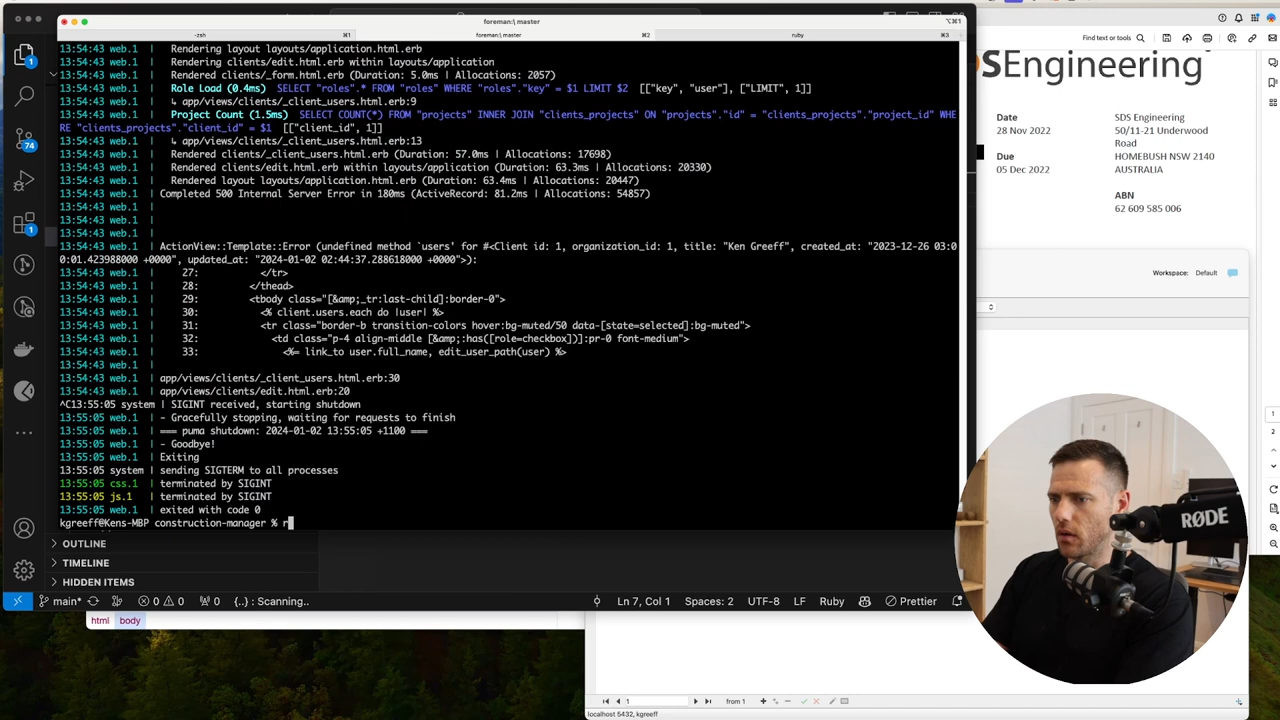 foreman:\ master
⌥⌘1
-zsh ⌘1 foreman:\ master ⌘2 ruby ⌘3
13:54:43 web.1 | Rendering layout layouts/application.html.erb
13:54:43 web.1 | Rendering clients/edit.html.erb within layouts/application
13:54:43 web.1 | Rendered clients/_form.html.erb (Duration: 5.0ms | Allocations: 2057)
13:54:43 web.1 | Role Load (0.4ms) SELECT "roles".* FROM "roles" WHERE "roles"."key" = $1 LIMIT $2 [["key", "user"], ["LIMIT", 1]]
13:54:43 web.1 | ↳ app/views/clients/_client_users.html.erb:9
13:54:43 web.1 | Project Count (1.5ms) SELECT COUNT(*) FROM "projects" INNER JOIN "clients_projects" ON "projects"."id" = "clients_projects"."project_id" WHE
RE "clients_projects"."client_id" = $1 [["client_id", 1]]
13:54:43 web.1 | ↳ app/views/clients/_client_users.html.erb:13
13:54:43 web.1 | Rendered clients/_client_users.html.erb (Duration: 57.0ms | Allocations: 17698)
13:54:43 web.1 | Rendered clients/edit.html.erb within layouts/application (Duration: 63.3ms | Allocations: 20330)
13:54:43 web.1 | Rendered layout layouts/application.html.erb (Duration: 63.4ms | Allocations: 20447)
13:54:43 web.1 | Completed 500 Internal Server Error in 180ms (ActiveRecord: 81.2ms | Allocations: 54857)
13:54:43 web.1 |
13:54:43 web.1 |
13:54:43 web.1 |
13:54:43 web.1 | ActionView::Template::Error (undefined method `users' for #<Client id: 1, organization_id: 1, title: "Ken Greeff", created_at: "2023-12-26 03:0
0:01.423988000 +0000", updated_at: "2024-01-02 02:44:37.288618000 +0000">):
13:54:43 web.1 | 27: </tr>
13:54:43 web.1 | 28: </thead>
13:54:43 web.1 | 29: <tbody class="[&amp;_tr:last-child]:border-0">
13:54:43 web.1 | 30: <% client.users.each do |user| %>
13:54:43 web.1 | 31: <tr class="border-b transition-colors hover:bg-muted/50 data-[state=selected]:bg-muted">
13:54:43 web.1 | 32: <td class="p-4 align-middle [&amp;:has([role=checkbox])]:pr-0 font-medium">
13:54:43 web.1 | 33: <%= link_to user.full_name, edit_user_path(user) %>
13:54:43 web.1 |
13:54:43 web.1 | app/views/clients/_client_users.html.erb:30
13:54:43 web.1 | app/views/clients/edit.html.erb:20
^C13:55:05 system | SIGINT received, starting shutdown
13:55:05 web.1 | - Gracefully stopping, waiting for requests to finish
13:55:05 web.1 | === puma shutdown: 2024-01-02 13:55:05 +1100 ===
13:55:05 web.1 | - Goodbye!
13:55:05 web.1 | Exiting
13:55:05 system | sending SIGTERM to all processes
13:55:05 css.1 | terminated by SIGINT
13:55:05 js.1 | terminated by SIGINT
13:55:05 web.1 | exited with code 0
kgreeff@Kens-MBP construction-manager % r
1
74
1
OUTLINE
TIMELINE
HIDDEN ITEMS
main* 0 0 0 {..} : Scanning.. Ln 7, Col 1 Spaces: 2 UTF-8 LF Ruby Prettier
html body
Find text or tools
SEngineering
Date
28 Nov 2022
Due
05 Dec 2022
SDS Engineering
50/11-21 Underwood
Road
HOMEBUSH NSW 2140
AUSTRALIA
ABN
62 609 585 006
Workspace: Default
1
2
RØDE
1 from 1
localhost 5432, kgreeff